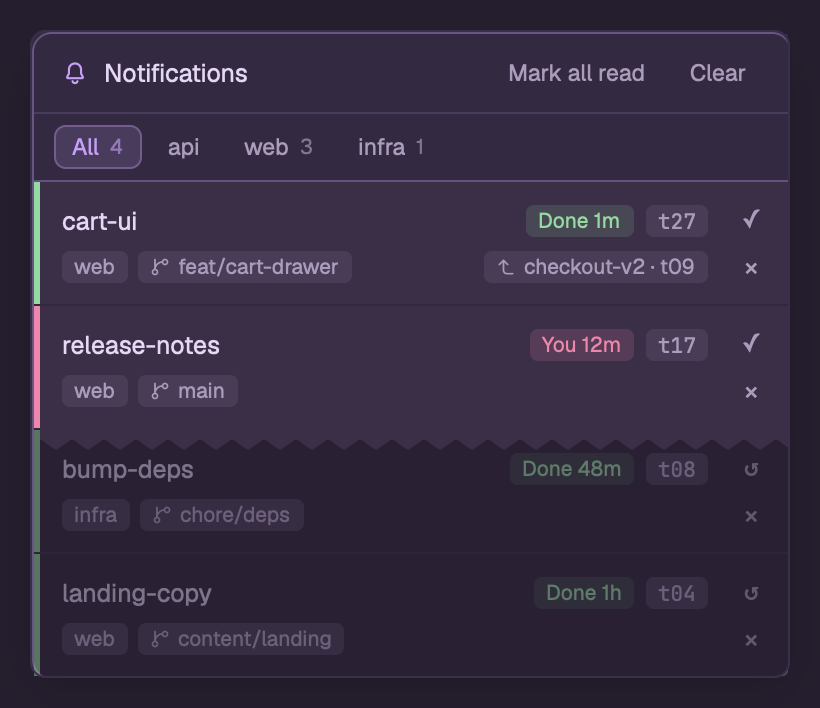 Notifications Mark all read Clear
All 4 api web 3 infra 1
cart-ui Done 1m t27 ✓
web feat/cart-drawer checkout-v2 · t09 ×
release-notes You 12m t17 ✓
web main ×
bump-deps Done 48m t08 ↺
infra chore/deps ×
landing-copy Done 1h t04 ↺
web content/landing ×